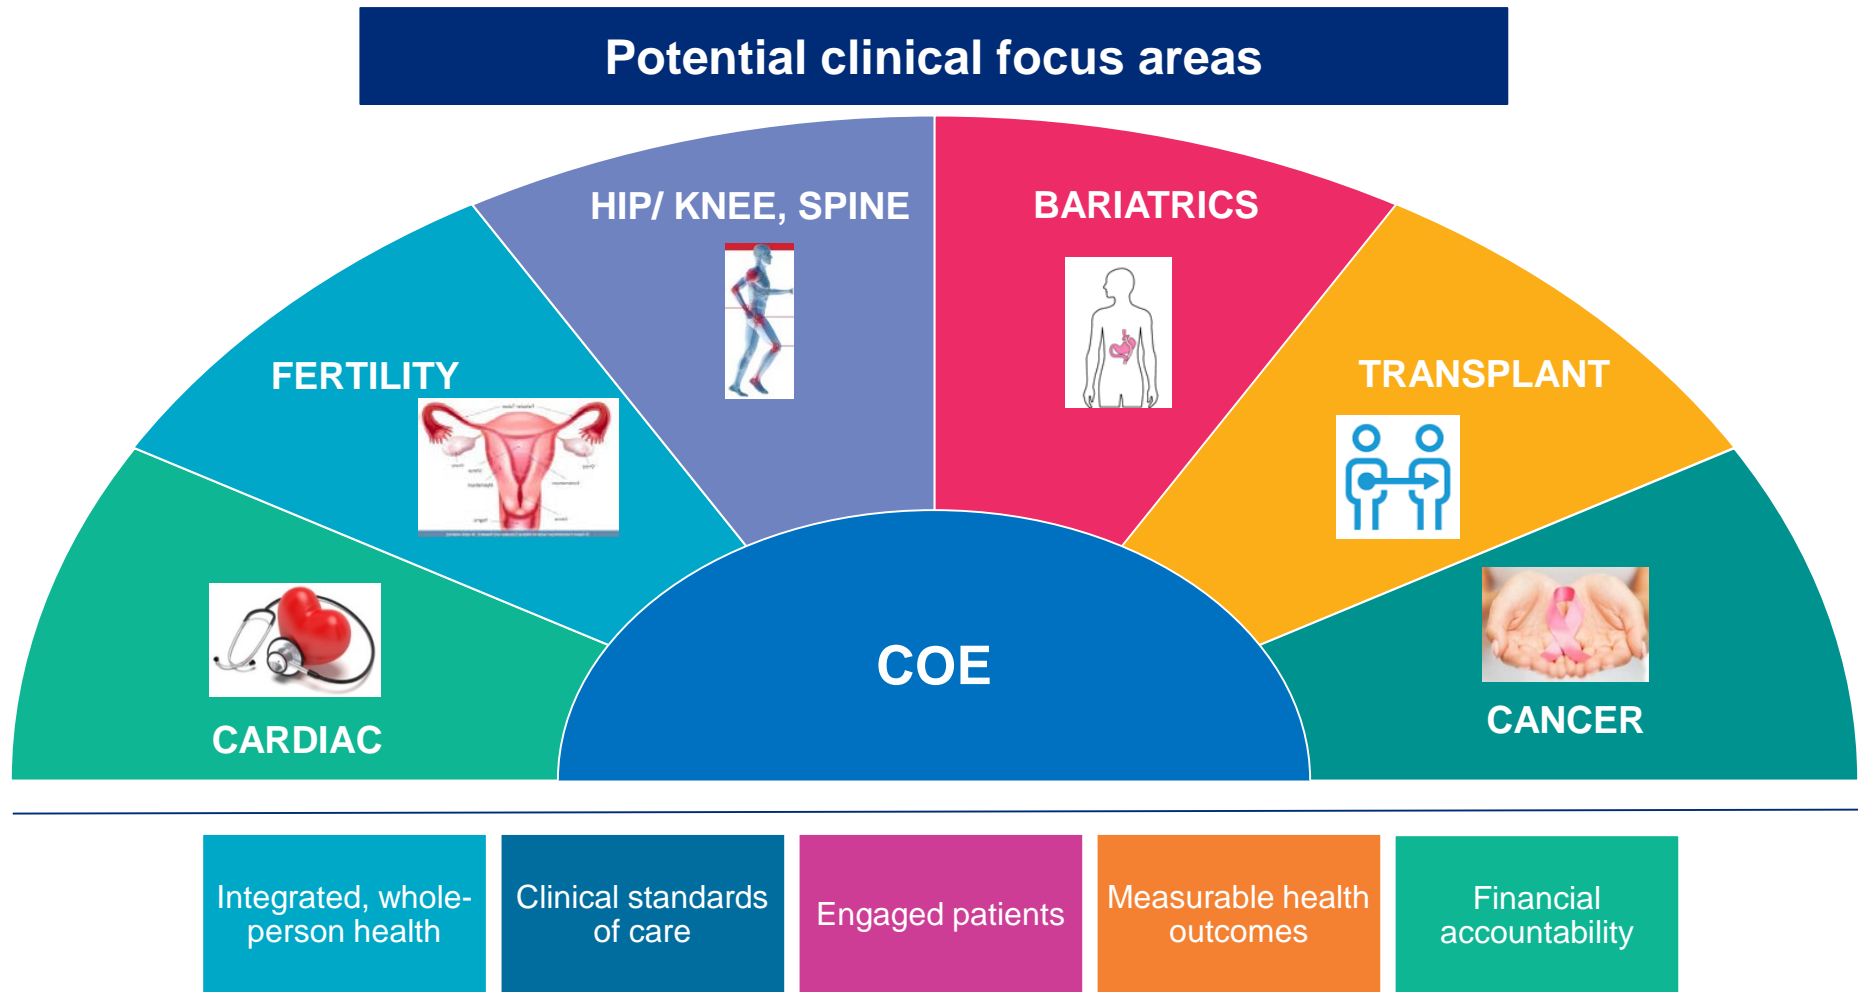 Potential clinical focus areas
HIP/ KNEE, SPINE
BARIATRICS
FERTILITY
TRANSPLANT
CARDIAC
COE
CANCER
Integrated, whole-
person health
Clinical standards
of care
Engaged patients
Measurable health
outcomes
Financial
accountability